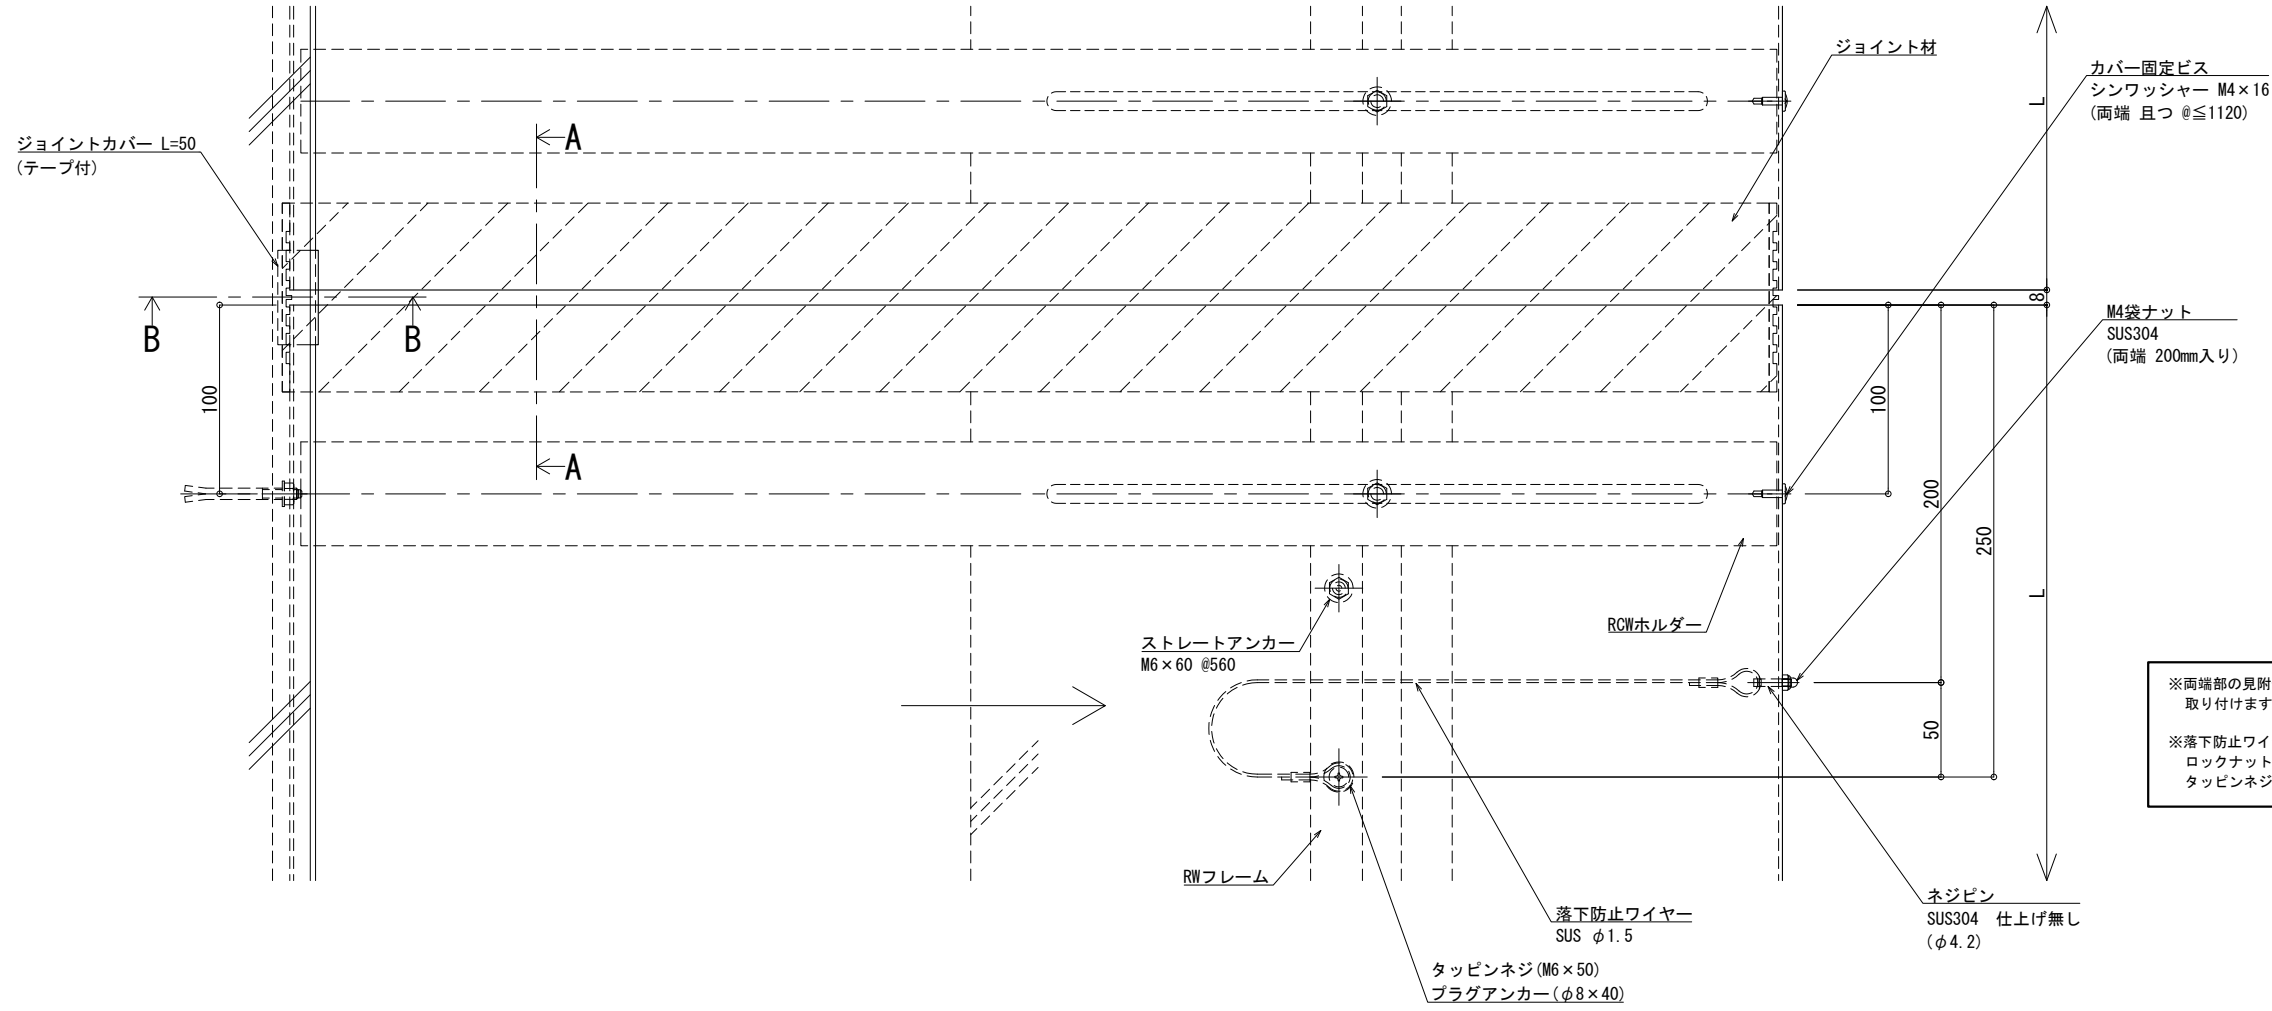 ジョイント材
カバー固定ビス
シンワッシャー M4×16
(両端 且つ @≦1120)
L
ジョイントカバー L=50
(テープ付)
A
8
B
B
M4袋ナット
SUS304
(両端 200mm入り)
100
100
A
200
250
L
RCWホルダー
ストレートアンカー
M6×60 @560
※両端部の見附
取り付けます
※落下防止ワイ
ロックナット
タッピンネジ
50
RWフレーム
ネジピン
SUS304 仕上げ無し
(φ4.2)
落下防止ワイヤー
SUS φ1.5
タッピンネジ(M6×50)
プラグアンカー(φ8×40)